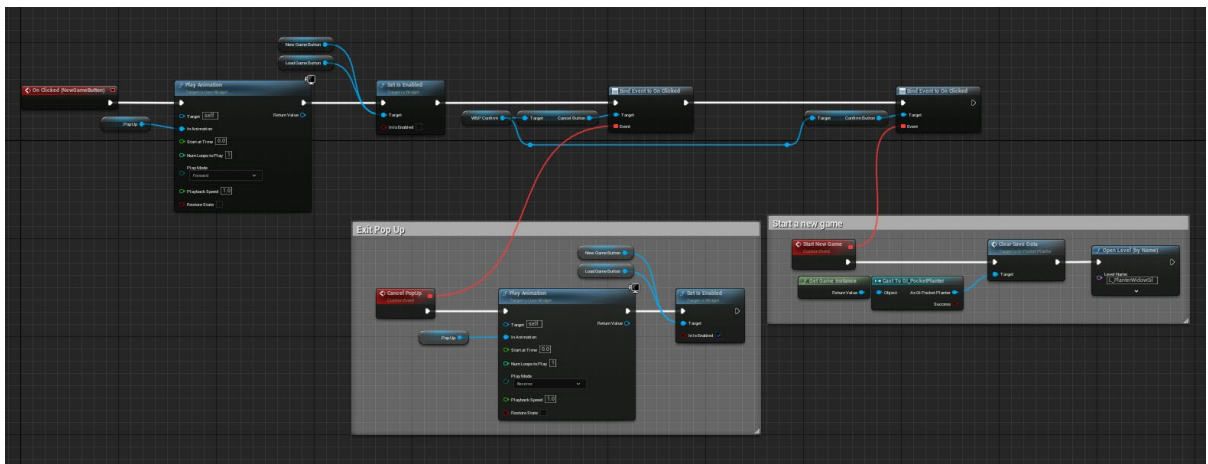 New Game Button
Load Game Button
On Clicked (NewGameButton)
Pop Up
Play Animation
Target is User Widget
Target self
Return Value
In Animation
Start at Time 0.0
Num Loops to Play 1
Play Mode
Forward
Playback Speed 1.0
Restore State
Set Is Enabled
Target is Widget
Target
In Is Enabled
WBP Confirm
Target Cancel Button
Bind Event to On Clicked
Target
Event
Target Confirm Button
Bind Event to On Clicked
Target
Event
Exit Pop Up
New Game Button
Load Game Button
Cancel PopUp
Custom Event
Pop Up
Play Animation
Target is User Widget
Target self
Return Value
In Animation
Start at Time 0.0
Num Loops to Play 1
Play Mode
Reverse
Playback Speed 1.0
Restore State
Set Is Enabled
Target is Widget
Target
In Is Enabled
Start a new game
Start New Game
Custom Event
Get Game Instance
Return Value
Cast To GI_PocketPlanter
Object As GI Pocket Planter
Success
Clear Save Data
Target is GI Pocket Planter
Target
Open Level (by Name)
Level Name